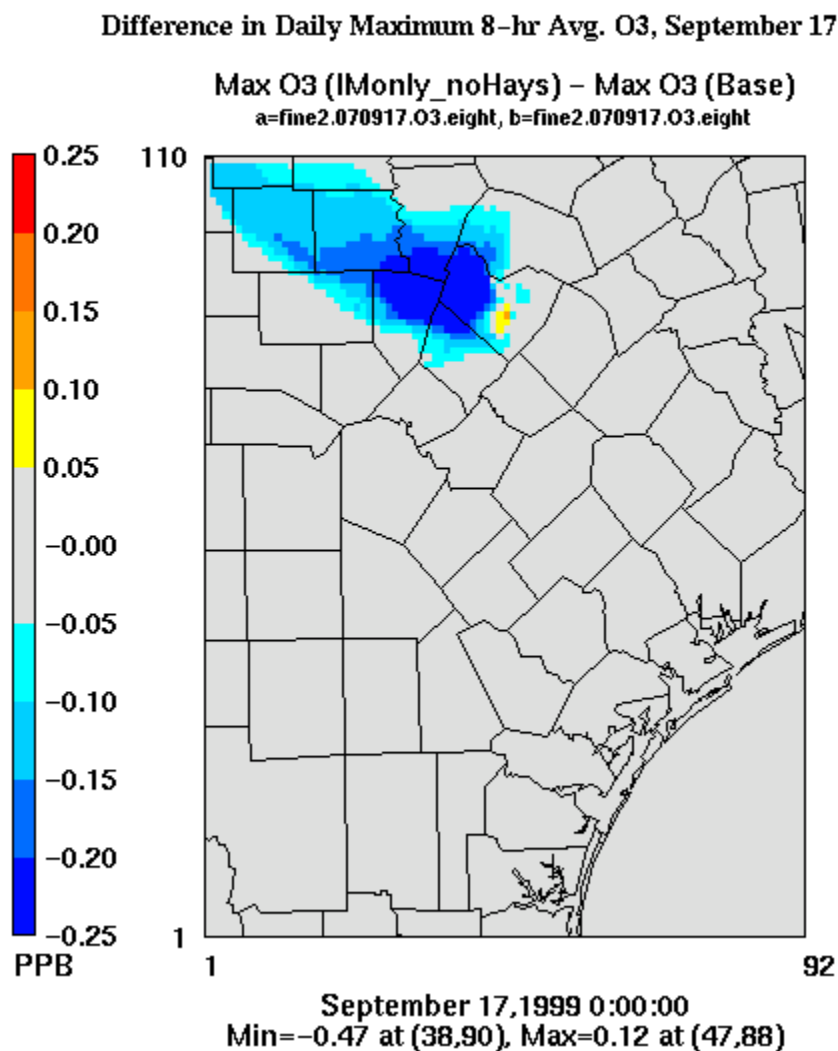 Difference in Daily Maximum 8-hr Avg. O3, September 17
Max O3 (IMonly_noHays) - Max O3 (Base)
a=fine2.070917.O3.eight, b=fine2.070917.O3.eight
0.25
0.20
0.15
0.10
0.05
-0.00
-0.05
-0.10
-0.15
-0.20
-0.25
PPB
110
1
1
92
September 17,1999 0:00:00
Min=-0.47 at (38,90), Max=0.12 at (47,88)